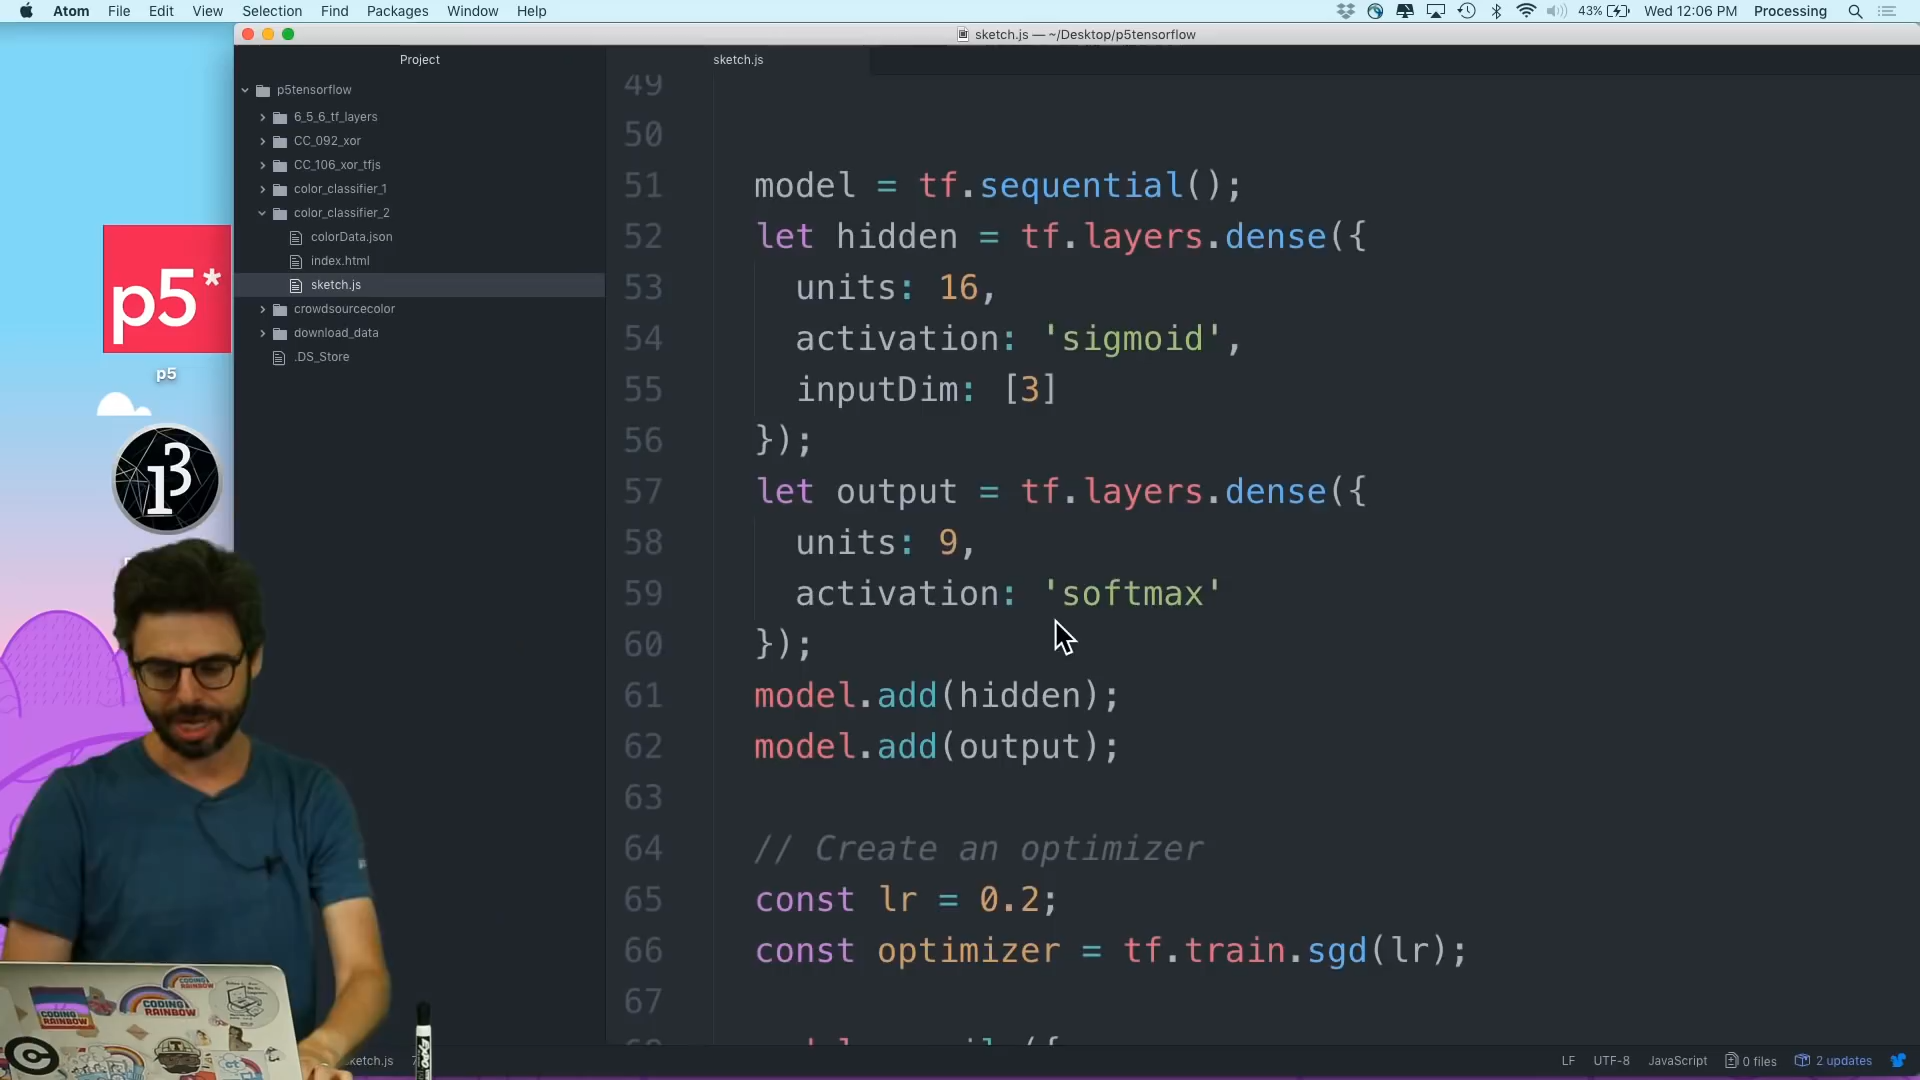 Atom File Edit View Selection Find Packages Window Help
43% Wed 12:06 PM Processing
sketch.js — ~/Desktop/p5tensorflow
Project
sketch.js
p5tensorflow
6_5_6_tf_layers
CC_092_xor
CC_106_xor_tfjs
color_classifier_1
color_classifier_2
colorData.json
index.html
sketch.js
crowdsourcecolor
download_data
.DS_Store
p5*
p5
49
50
51 model = tf.sequential();
52 let hidden = tf.layers.dense({
53 units: 16,
54 activation: 'sigmoid',
55 inputDim: [3]
56 });
57 let output = tf.layers.dense({
58 units: 9,
59 activation: 'softmax'
60 });
61 model.add(hidden);
62 model.add(output);
63
64 // Create an optimizer
65 const lr = 0.2;
66 const optimizer = tf.train.sgd(lr);
67
CODING RAINBOW
CODING RAINBOW
EXPO
LF UTF-8 JavaScript 0 files 2 updates